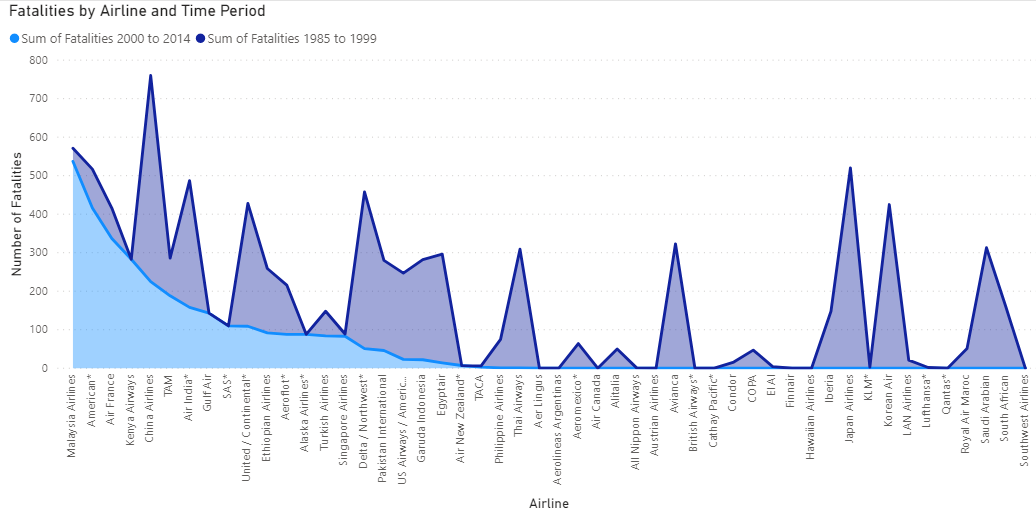 Fatalities by Airline and Time Period
Sum of Fatalities 2000 to 2014 Sum of Fatalities 1985 to 1999
800
700
600
500
400
300
200
100
0
Number of Fatalities
Malaysia Airlines
American*
Air France
Kenya Airways
China Airlines
TAM
Air India*
Gulf Air
SAS*
United / Continental*
Ethiopian Airlines
Aeroflot*
Alaska Airlines*
Turkish Airlines
Singapore Airlines
Delta / Northwest*
Pakistan International
US Airways / Americ...
Garuda Indonesia
Egyptair
Air New Zealand*
TACA
Philippine Airlines
Thai Airways
Aer Lingus
Aerolineas Argentinas
Aeromexico*
Air Canada
Alitalia
All Nippon Airways
Austrian Airlines
Avianca
British Airways*
Cathay Pacific*
Condor
COPA
El Al
Finnair
Hawaiian Airlines
Iberia
Japan Airlines
KLM*
Korean Air
LAN Airlines
Lufthansa*
Qantas*
Royal Air Maroc
Saudi Arabian
South African
Southwest Airlines
Airline